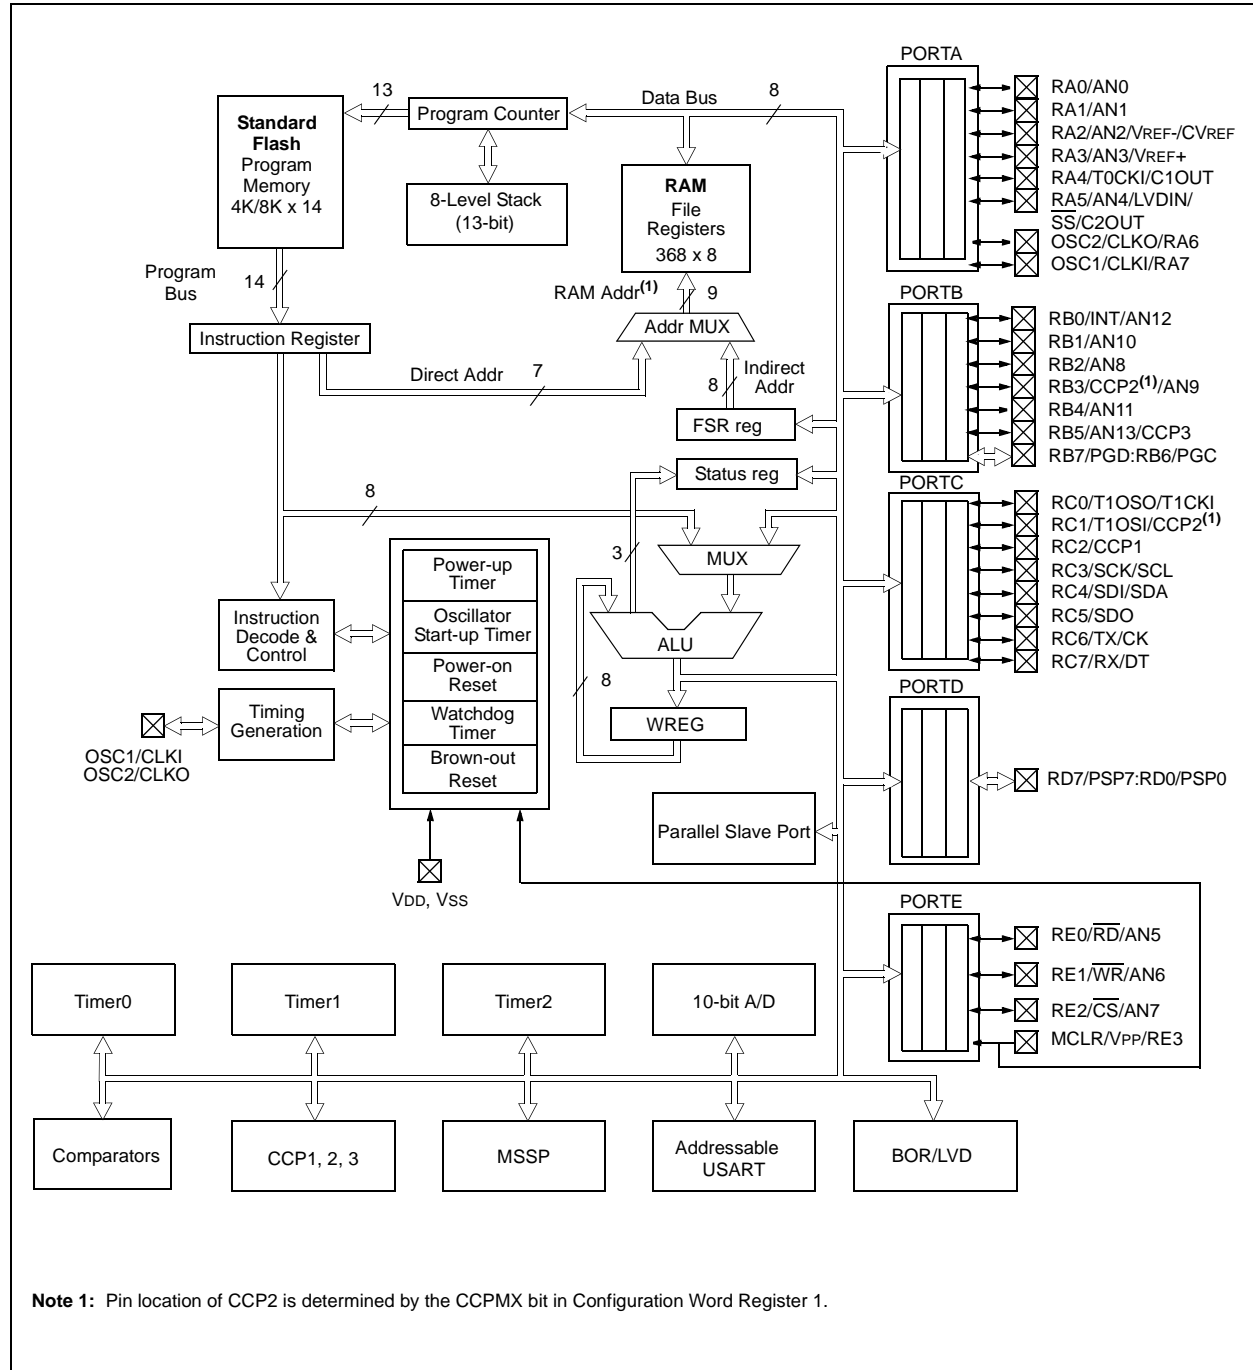 PORTA
13
Data Bus
8
Standard
Flash
Program
Memory
4K/8K x 14
Program Counter
8-Level Stack
(13-bit)
RAM
File
Registers
368 x 8
RA0/AN0
RA1/AN1
RA2/AN2/VREF-/CVREF
RA3/AN3/VREF+
RA4/T0CKI/C1OUT
RA5/AN4/LVDIN/
SS/C2OUT
OSC2/CLKO/RA6
OSC1/CLKI/RA7
Program
Bus
14
RAM Addr(1)
9
Addr MUX
Instruction Register
Direct Addr
7
8
Indirect
Addr
FSR reg
Status reg
PORTB
RB0/INT/AN12
RB1/AN10
RB2/AN8
RB3/CCP2(1)/AN9
RB4/AN11
RB5/AN13/CCP3
RB7/PGD:RB6/PGC
PORTC
RC0/T1OSO/T1CKI
RC1/T1OSI/CCP2(1)
RC2/CCP1
RC3/SCK/SCL
RC4/SDI/SDA
RC5/SDO
RC6/TX/CK
RC7/RX/DT
8
3
MUX
ALU
8
WREG
Power-up
Timer
Oscillator
Start-up Timer
Power-on
Reset
Watchdog
Timer
Brown-out
Reset
Instruction
Decode &
Control
Timing
Generation
OSC1/CLKI
OSC2/CLKO
VDD, VSS
Parallel Slave Port
PORTD
RD7/PSP7:RD0/PSP0
PORTE
RE0/RD/AN5
RE1/WR/AN6
RE2/CS/AN7
MCLR/VPP/RE3
Timer0
Timer1
Timer2
10-bit A/D
Comparators
CCP1, 2, 3
MSSP
Addressable
USART
BOR/LVD
Note 1: Pin location of CCP2 is determined by the CCPMX bit in Configuration Word Register 1.